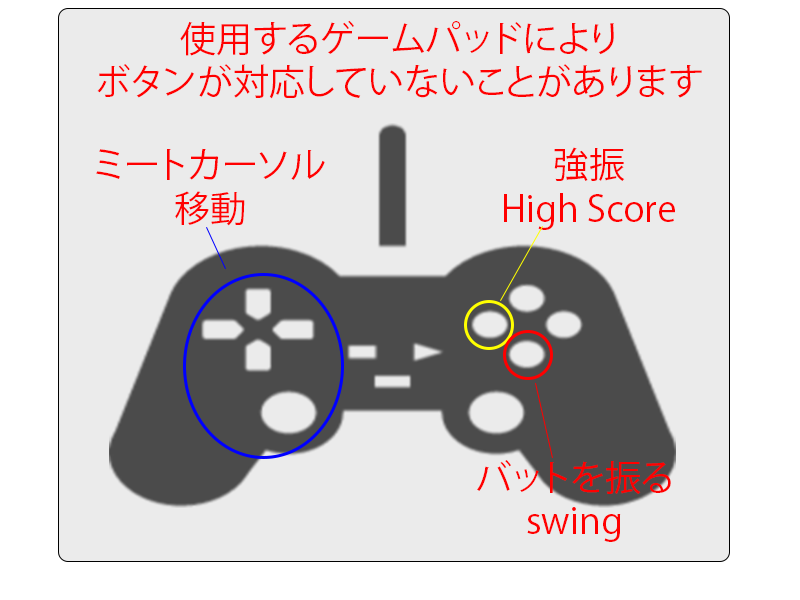 使用するゲームパッドにより
ボタンが対応していないことがあります
ミートカーソル
移動
強振
High Score
バットを振る
swing